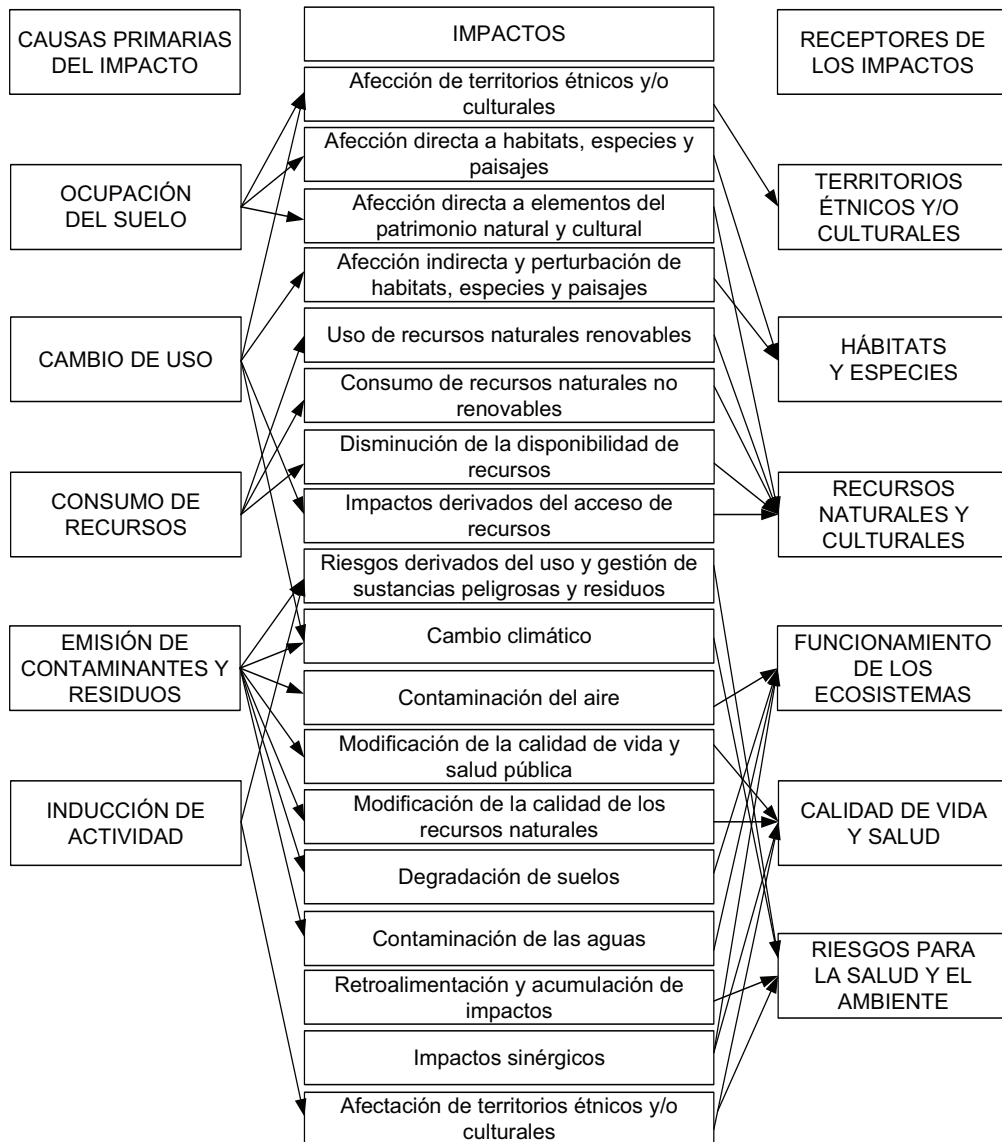 CAUSAS PRIMARIAS
DEL IMPACTO
OCUPACIÓN
DEL SUELO
CAMBIO DE USO
CONSUMO DE
RECURSOS
EMISIÓN DE
CONTAMINANTES Y
RESIDUOS
INDUCCIÓN DE
ACTIVIDAD
IMPACTOS
Afección de territorios étnicos y/o
culturales
Afección directa a habitats, especies y
paisajes
Afección directa a elementos del
patrimonio natural y cultural
Afección indirecta y perturbación de
habitats, especies y paisajes
Uso de recursos naturales renovables
Consumo de recursos naturales no
renovables
Disminución de la disponibilidad de
recursos
Impactos derivados del acceso de
recursos
Riesgos derivados del uso y gestión de
sustancias peligrosas y residuos
Cambio climático
Contaminación del aire
Modificación de la calidad de vida y
salud pública
Modificación de la calidad de los
recursos naturales
Degradación de suelos
Contaminación de las aguas
Retroalimentación y acumulación de
impactos
Impactos sinérgicos
Afectación de territorios étnicos y/o
culturales
RECEPTORES DE
LOS IMPACTOS
TERRITORIOS
ÉTNICOS Y/O
CULTURALES
HÁBITATS
Y ESPECIES
RECURSOS
NATURALES Y
CULTURALES
FUNCIONAMIENTO
DE LOS
ECOSISTEMAS
CALIDAD DE VIDA
Y SALUD
RIESGOS PARA
LA SALUD Y EL
AMBIENTE